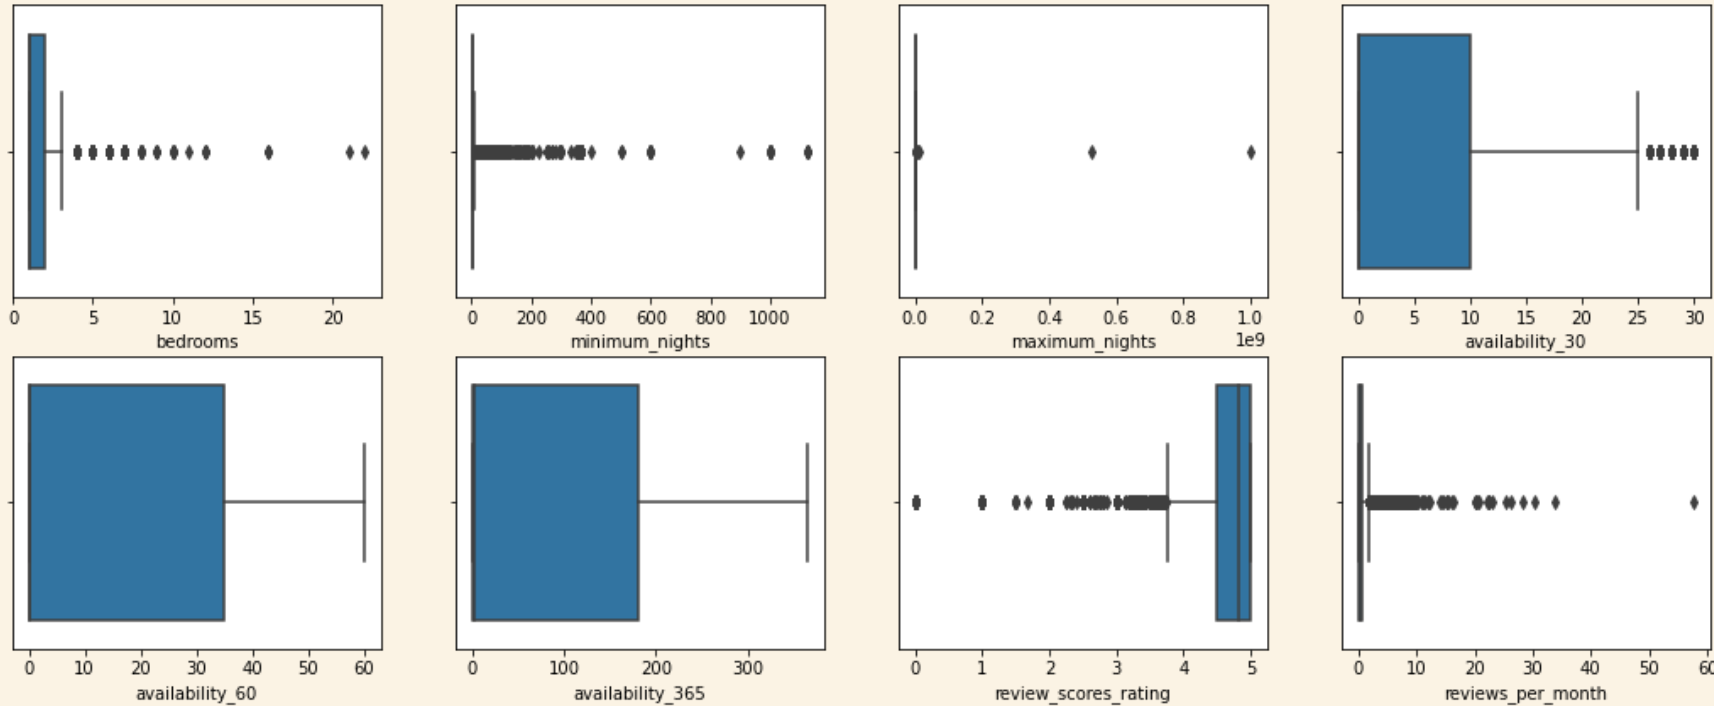 0 5 10 15 20
bedrooms
0 200 400 600 800 1000
minimum_nights
0.0 0.2 0.4 0.6 0.8 1.0
maximum_nights 1e9
0 5 10 15 20 25 30
availability_30
0 10 20 30 40 50 60
availability_60
0 100 200 300
availability_365
0 1 2 3 4 5
review_scores_rating
0 10 20 30 40 50 60
reviews_per_month